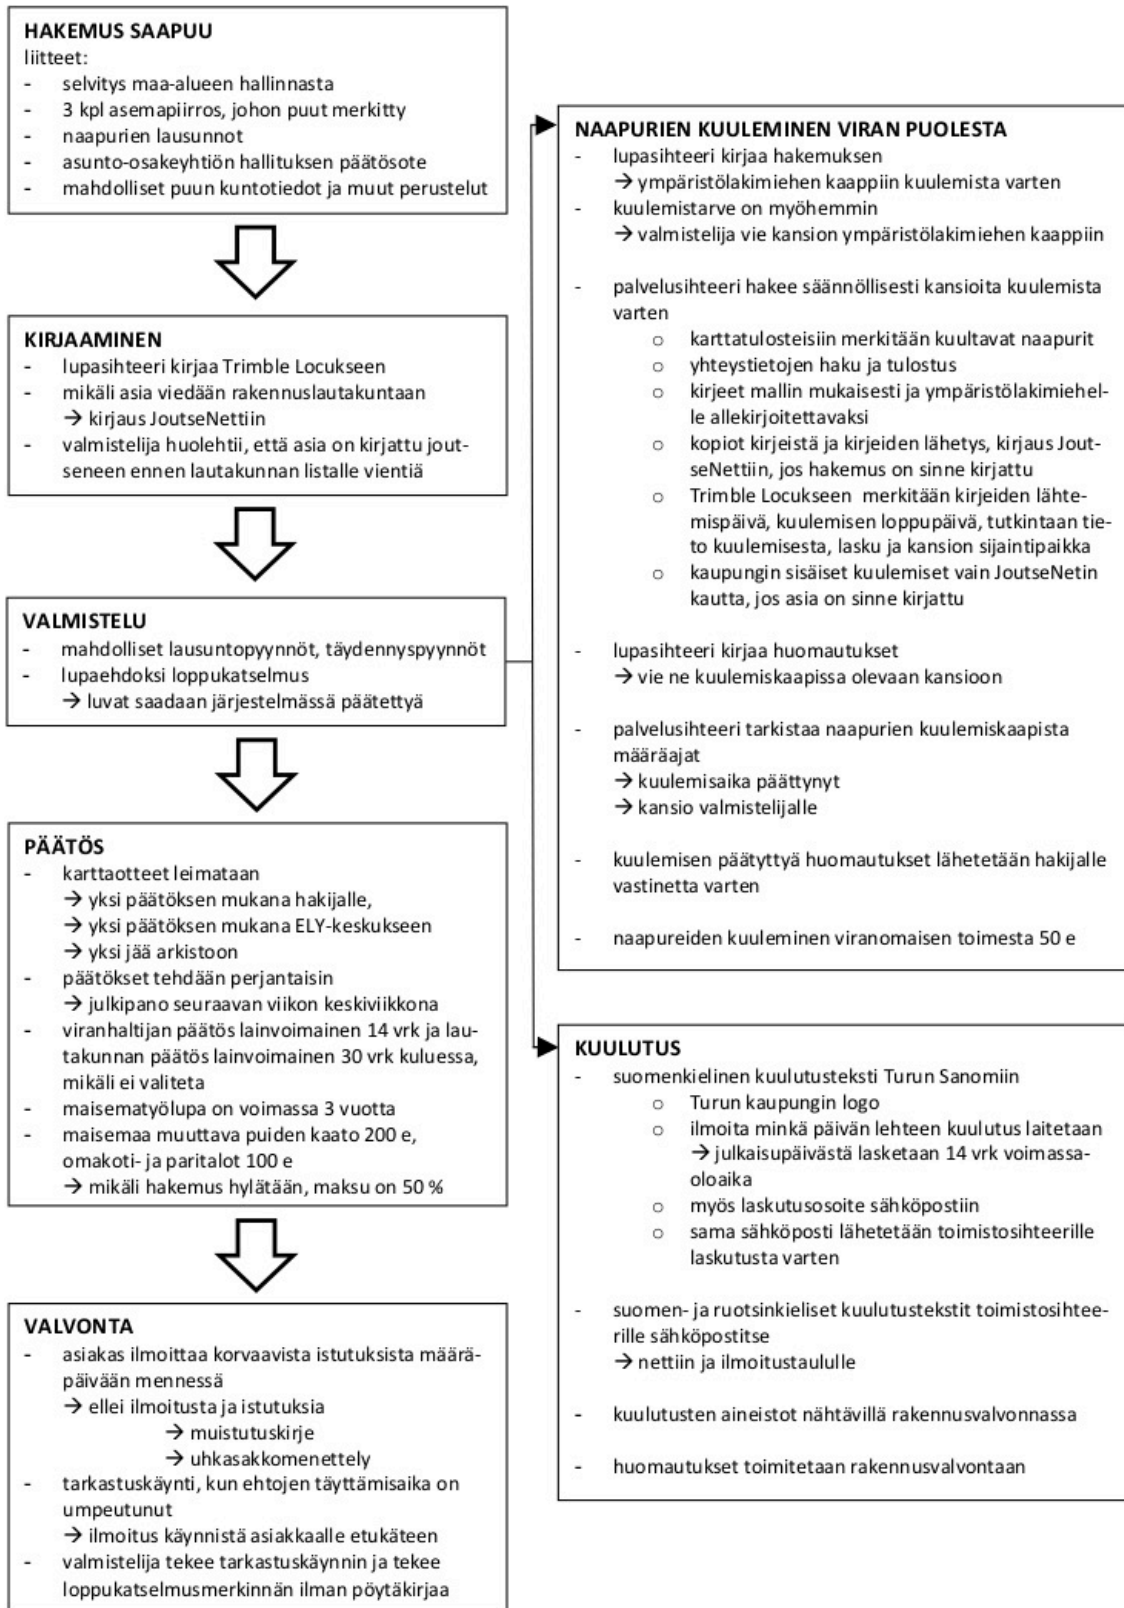 HAKEMUS SAAPUU
liitteet:
- selvitys maa-alueen hallinnasta
- 3 kpl asemapiirros, johon puut merkitty
- naapurien lausunnot
- asunto-osakeyhtiön hallituksen päätösote
- mahdolliset puun kuntotiedot ja muut perustelut
KIRJAAMINEN
- lupasihteeri kirjaa Trimble Locukseen
- mikäli asia viedään rakennuslautakuntaan
→ kirjaus JoutseNettiin
- valmistelija huolehtii, että asia on kirjattu jout-
seneen ennen lautakunnan listalle vientiä
VALMISTELU
- mahdolliset lausuntopyynnöt, täydennyspyynnöt
- lupaehdoksi loppukatselmus
→ luvat saadaan järjestelmässä päätettyä
PÄÄTÖS
- karttaotteet leimataan
→ yksi päätöksen mukana hakijalle,
→ yksi päätöksen mukana ELY-keskukseen
→ yksi jää arkistoon
- päätökset tehdään perjantaisin
→ julkipano seuraavan viikon keskiviikkona
- viranhaltijan päätös lainvoimainen 14 vrk ja lau-
takunnan päätös lainvoimainen 30 vrk kuluessa,
mikäli ei valiteta
- maisematyölupa on voimassa 3 vuotta
- maisemaa muuttava puiden kaato 200 e,
omakoti- ja paritalot 100 e
→ mikäli hakemus hylätään, maksu on 50 %
VALVONTA
- asiakas ilmoittaa korvaavista istutuksista määrä-
päivään mennessä
→ ellei ilmoitusta ja istutuksia
→ muistutuskirje
→ uhkasakkomenettely
- tarkastuskäynti, kun ehtojen täyttämisaika on
umpeutunut
→ ilmoitus käynnistä asiakkaalle etukäteen
- valmistelija tekee tarkastuskäynnin ja tekee
loppukatselmusmerkinnän ilman pöytäkirjaa
NAAPURIEN KUULEMINEN VIRAN PUOLESTA
- lupasihteeri kirjaa hakemuksen
→ ympäristölakimiehen kaappiin kuulemista varten
- kuulemistarve on myöhemmin
→ valmistelija vie kansion ympäristölakimiehen kaappiin
- palvelusihteeri hakee säännöllisesti kansioita kuulemista
varten
o karttatulosteisiin merkitään kuultavat naapurit
o yhteystietojen haku ja tulostus
o kirjeet mallin mukaisesti ja ympäristölakimiehel-
le allekirjoitettavaksi
o kopiot kirjeistä ja kirjeiden lähetys, kirjaus Jout-
seNettiin, jos hakemus on sinne kirjattu
o Trimble Locukseen merkitään kirjeiden lähte-
mispäivä, kuulemisen loppupäivä, tutkintaan tie-
to kuulemisesta, lasku ja kansion sijaintipaikka
o kaupungin sisäiset kuulemiset vain JoutseNetin
kautta, jos asia on sinne kirjattu
- lupasihteeri kirjaa huomautukset
→ vie ne kuulemiskaapissa olevaan kansioon
- palvelusihteeri tarkistaa naapurien kuulemiskaapista
määräajat
→ kuulemisaika päättynyt
→ kansio valmistelijalle
- kuulemisen päätyttyä huomautukset lähetetään hakijalle
vastinetta varten
- naapureiden kuuleminen viranomaisen toimesta 50 e
KUULUTUS
- suomenkielinen kuulutusteksti Turun Sanomiin
o Turun kaupungin logo
o ilmoita minkä päivän lehteen kuulutus laitetaan
→ julkaisupäivästä lasketaan 14 vrk voimassa-
oloaika
o myös laskutusosoite sähköpostiin
o sama sähköposti lähetetään toimistosihteerille
laskutusta varten
- suomen- ja ruotsinkieliset kuulutustekstit toimistosihtee-
rille sähköpostitse
→ nettiin ja ilmoitustaululle
- kuulutusten aineistot nähtävillä rakennusvalvonnassa
- huomautukset toimitetaan rakennusvalvontaan